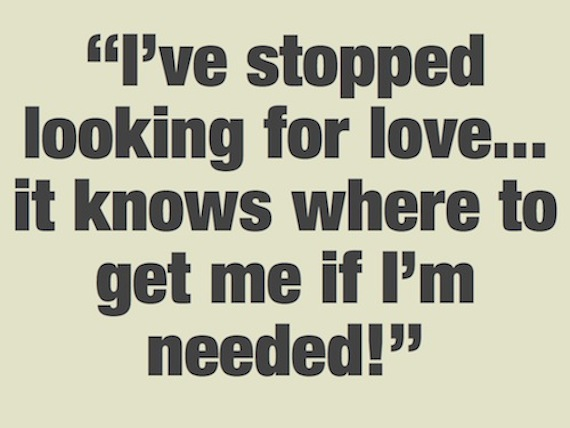 “I’ve stopped
looking for love...
it knows where to
get me if I’m
needed!”